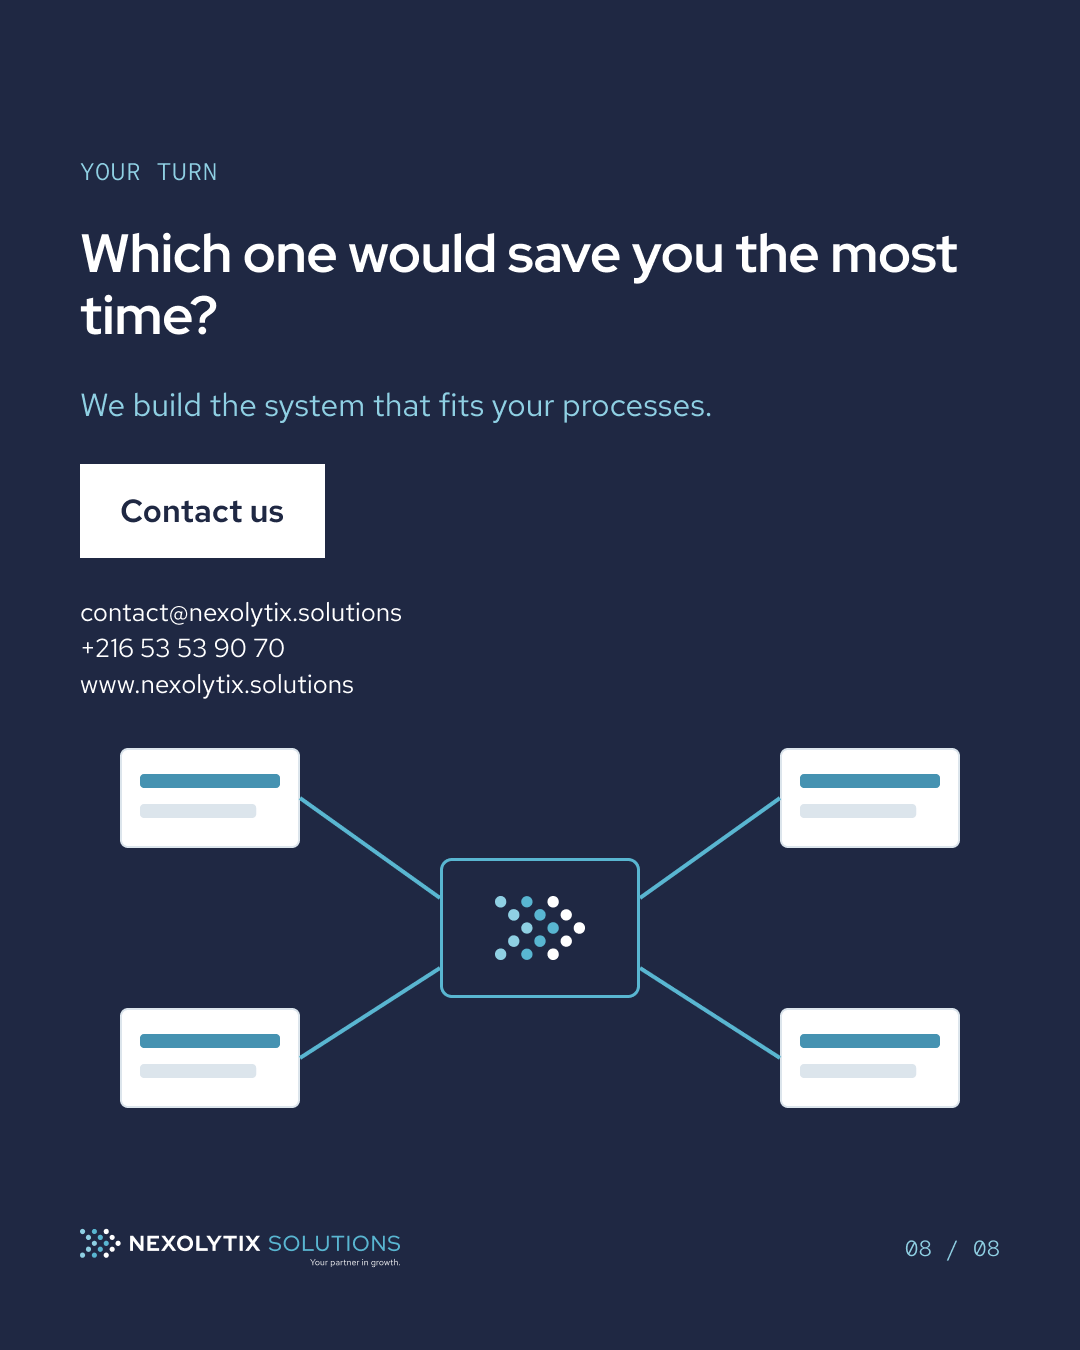 YOUR TURN
Which one would save you the most
time?
We build the system that fits your processes.
Contact us
contact@nexolytix.solutions
+216 53 53 90 70
www.nexolytix.solutions
NEXOLYTIX SOLUTIONS
Your partner in growth.
08 / 08